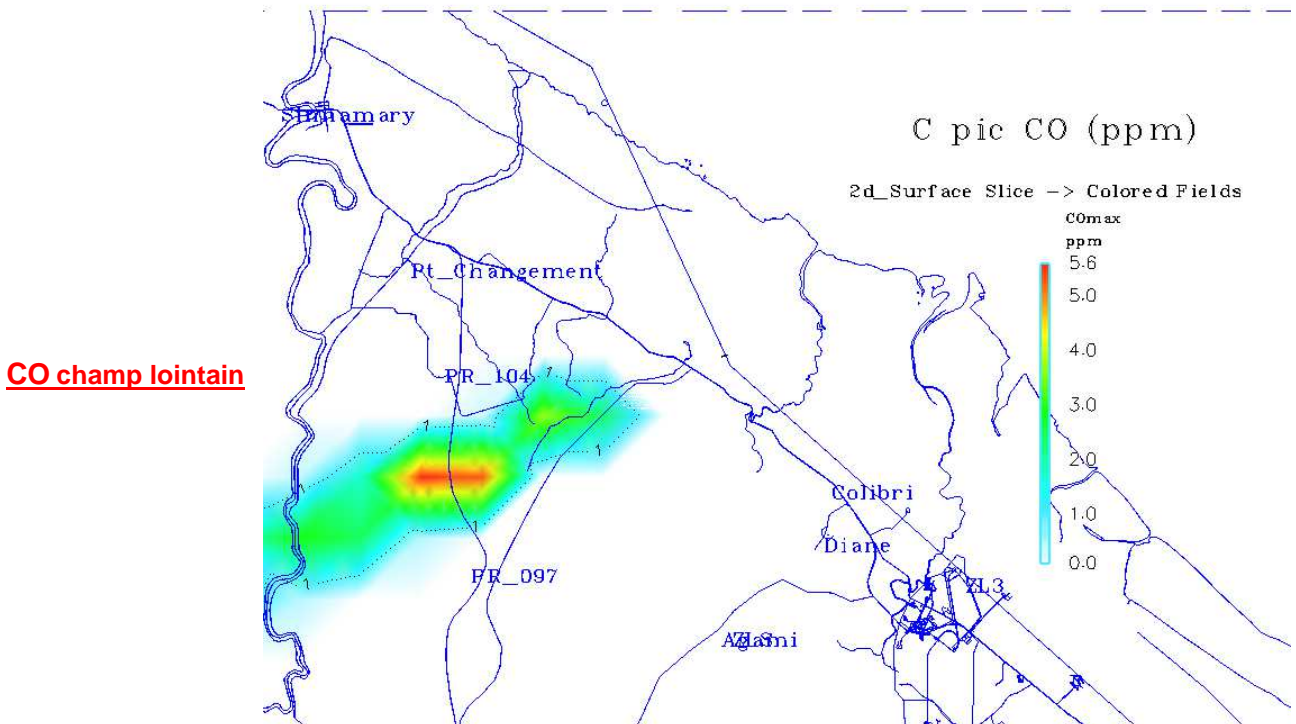 Sinnamary
C pic CO (ppm)
2d_Surface Slice -> Colored Fields
COmax
ppm
5.6
5.0
4.0
3.0
2.0
1.0
0.0
Pt_Changement
CO champ lointain
PR_104
1
1
1
1
1
1
Colibri
Diane
PR_097
ZL3